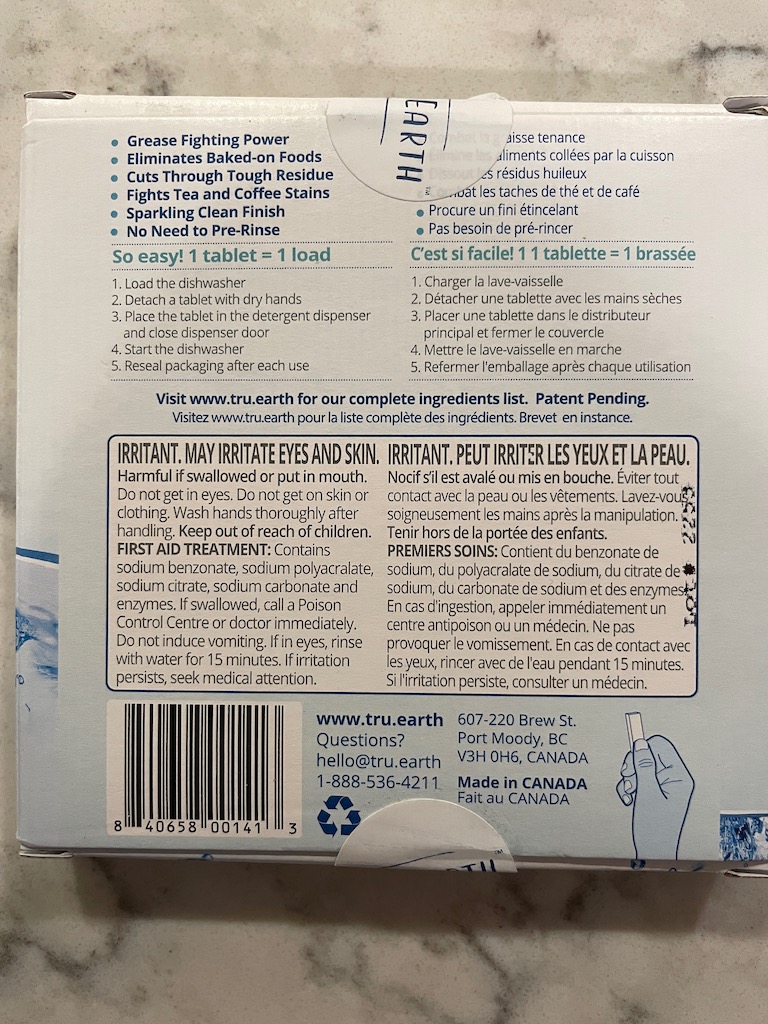 EARTH
TM
Grease Fighting Power
Eliminates Baked-on Foods
Cuts Through Tough Residue
Fights Tea and Coffee Stains
Sparkling Clean Finish
No Need to Pre-Rinse
So easy! 1 tablet = 1 load
1. Load the dishwasher
2. Detach a tablet with dry hands
3. Place the tablet in the detergent dispenser
and close dispenser door
4. Start the dishwasher
5. Reseal packaging after each use
la graisse tenance
aliments collées par la cuisson
les résidus huileux
Combat les taches de thé et de café
Procure un fini étincelant
Pas besoin de pré-rincer
C'est si facile! 1 1 tablette = 1 brassée
1. Charger la lave-vaisselle
2. Détacher une tablette avec les mains sèches
3. Placer une tablette dans le distributeur
principal et fermer le couvercle
4. Mettre le lave-vaisselle en marche
5. Refermer l'emballage après chaque utilisation
Visit www.tru.earth for our complete ingredients list. Patent Pending.
Visitez www.tru.earth pour la liste complète des ingrédients. Brevet en instance.
IRRITANT. MAY IRRITATE EYES AND SKIN.
Harmful if swallowed or put in mouth.
Do not get in eyes. Do not get on skin or
clothing. Wash hands thoroughly after
handling. Keep out of reach of children.
FIRST AID TREATMENT: Contains
sodium benzonate, sodium polyacralate,
sodium citrate, sodium carbonate and
enzymes. If swallowed, call a Poison
Control Centre or doctor immediately.
Do not induce vomiting. If in eyes, rinse
with water for 15 minutes. If irritation
persists, seek medical attention.
IRRITANT. PEUT IRRITER LES YEUX ET LA PEAU.
Nocif s'il est avalé ou mis en bouche. Éviter tout
contact avec la peau ou les vêtements. Lavez-vous
soigneusement les mains après la manipulation.
Tenir hors de la portée des enfants.
PREMIERS SOINS: Contient du benzonate de
sodium, du polyacralate de sodium, du citrate de
sodium, du carbonate de sodium et des enzymes.
En cas d'ingestion, appeler immédiatement un
centre antipoison ou un médecin. Ne pas
provoquer le vomissement. En cas de contact avec
les yeux, rincer avec de l'eau pendant 15 minutes.
Si l'irritation persiste, consulter un médecin.
8 40658 00141 3
www.tru.earth
Questions?
hello@tru.earth
1-888-536-4211
607-220 Brew St.
Port Moody, BC
V3H 0H6, CANADA
Made in CANADA
Fait au CANADA